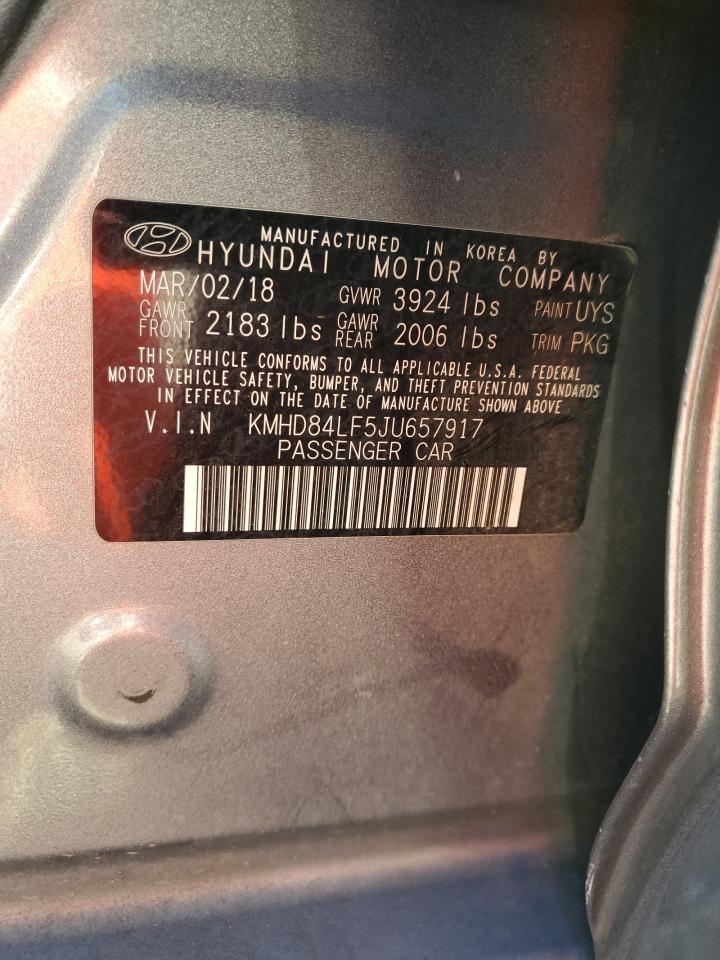 MANUFACTURED IN KOREA BY
HYUNDAI MOTOR COMPANY
MAR/02/18 GVWR 3924 lbs PAINT UYS
GAWR FRONT 2183 lbs GAWR REAR 2006 lbs TRIM PKG
THIS VEHICLE CONFORMS TO ALL APPLICABLE U.S.A. FEDERAL
MOTOR VEHICLE SAFETY, BUMPER, AND THEFT PREVENTION STANDARDS
IN EFFECT ON THE DATE OF MANUFACTURE SHOWN ABOVE
V.I.N KMHD84LF5JU657917
PASSENGER CAR